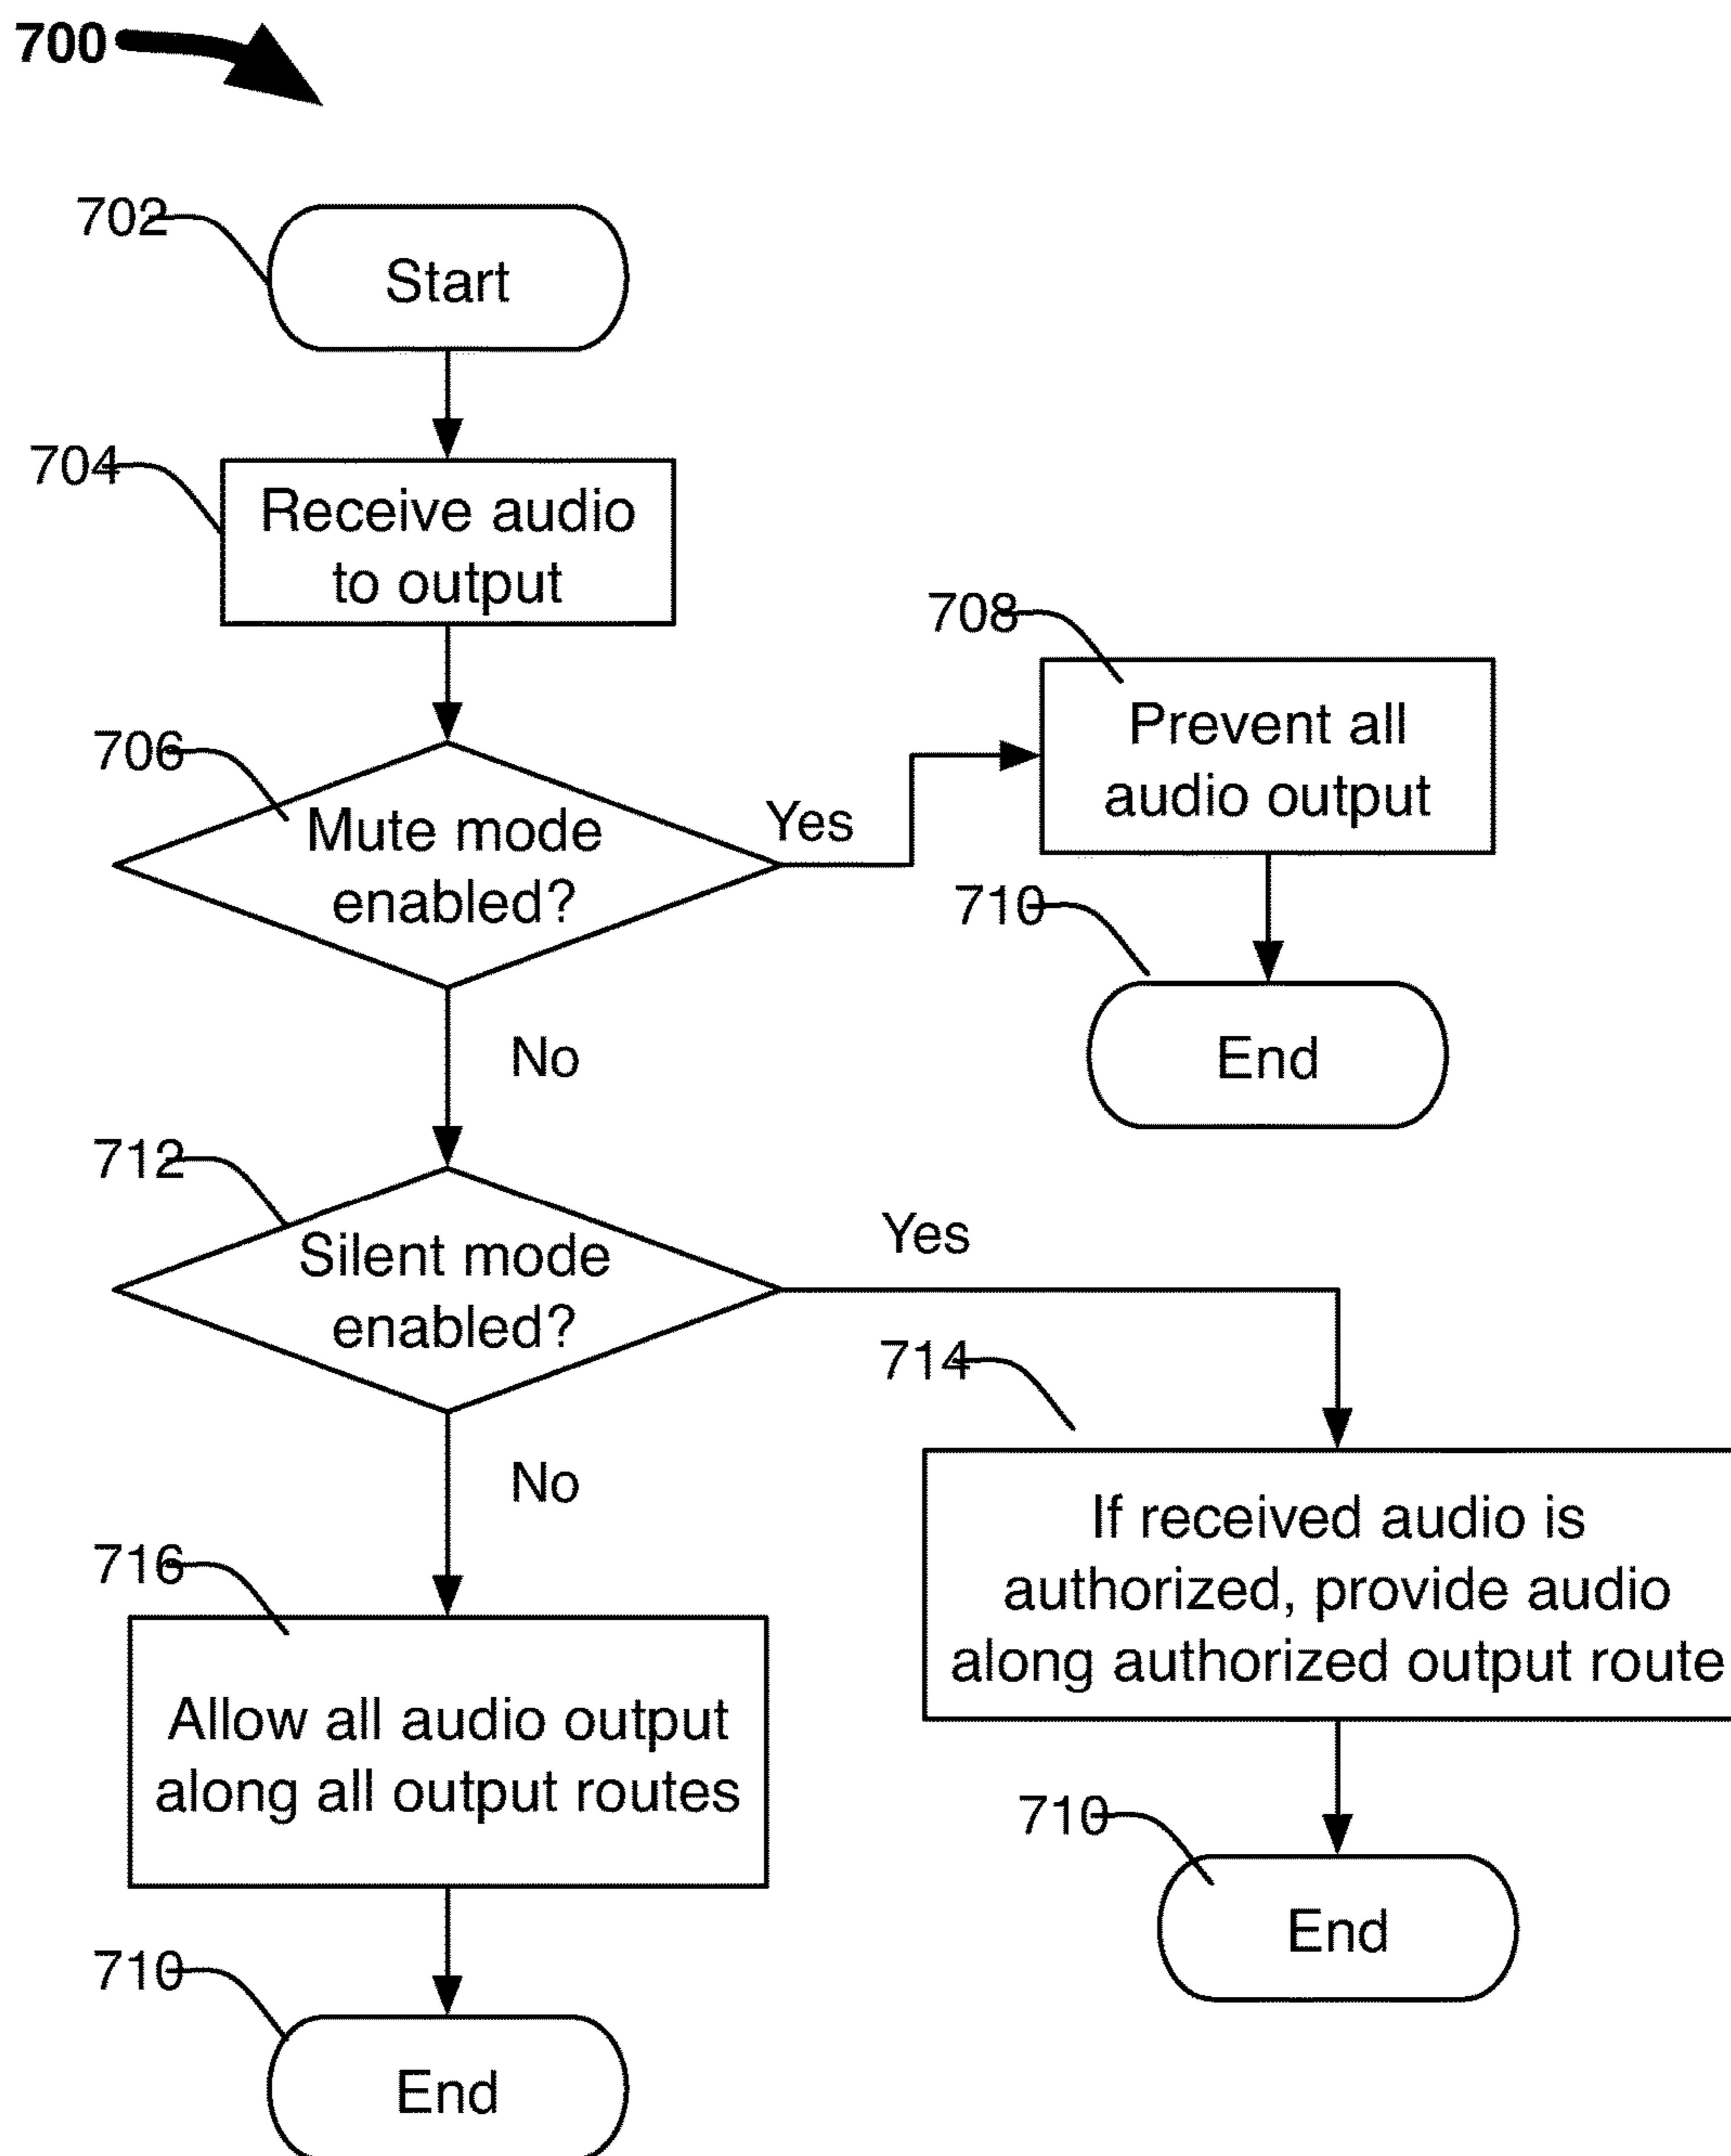 700
702
Start
704
Receive audio
to output
706
Mute mode
enabled?
Yes
708
Prevent all
audio output
710
End
No
712
Silent mode
enabled?
Yes
714
If received audio is
authorized, provide audio
along authorized output route
710
End
No
716
Allow all audio output
along all output routes
710
End